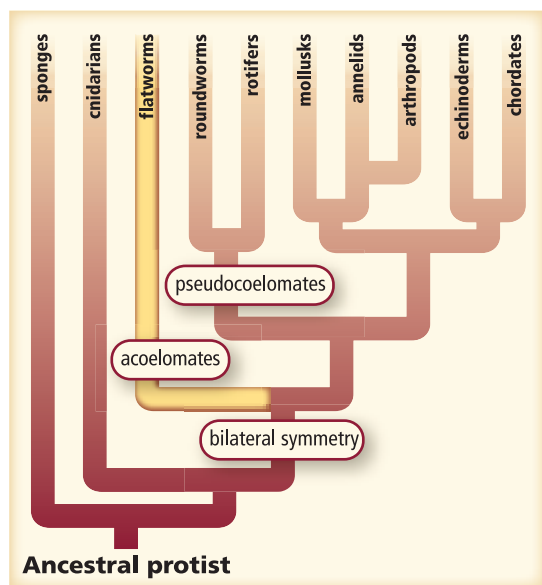 sponges
cnidarians
flatworms
roundworms
rotifers
mollusks
annelids
arthropods
echinoderms
chordates
pseudocoelomates
acoelomates
bilateral symmetry
Ancestral protist